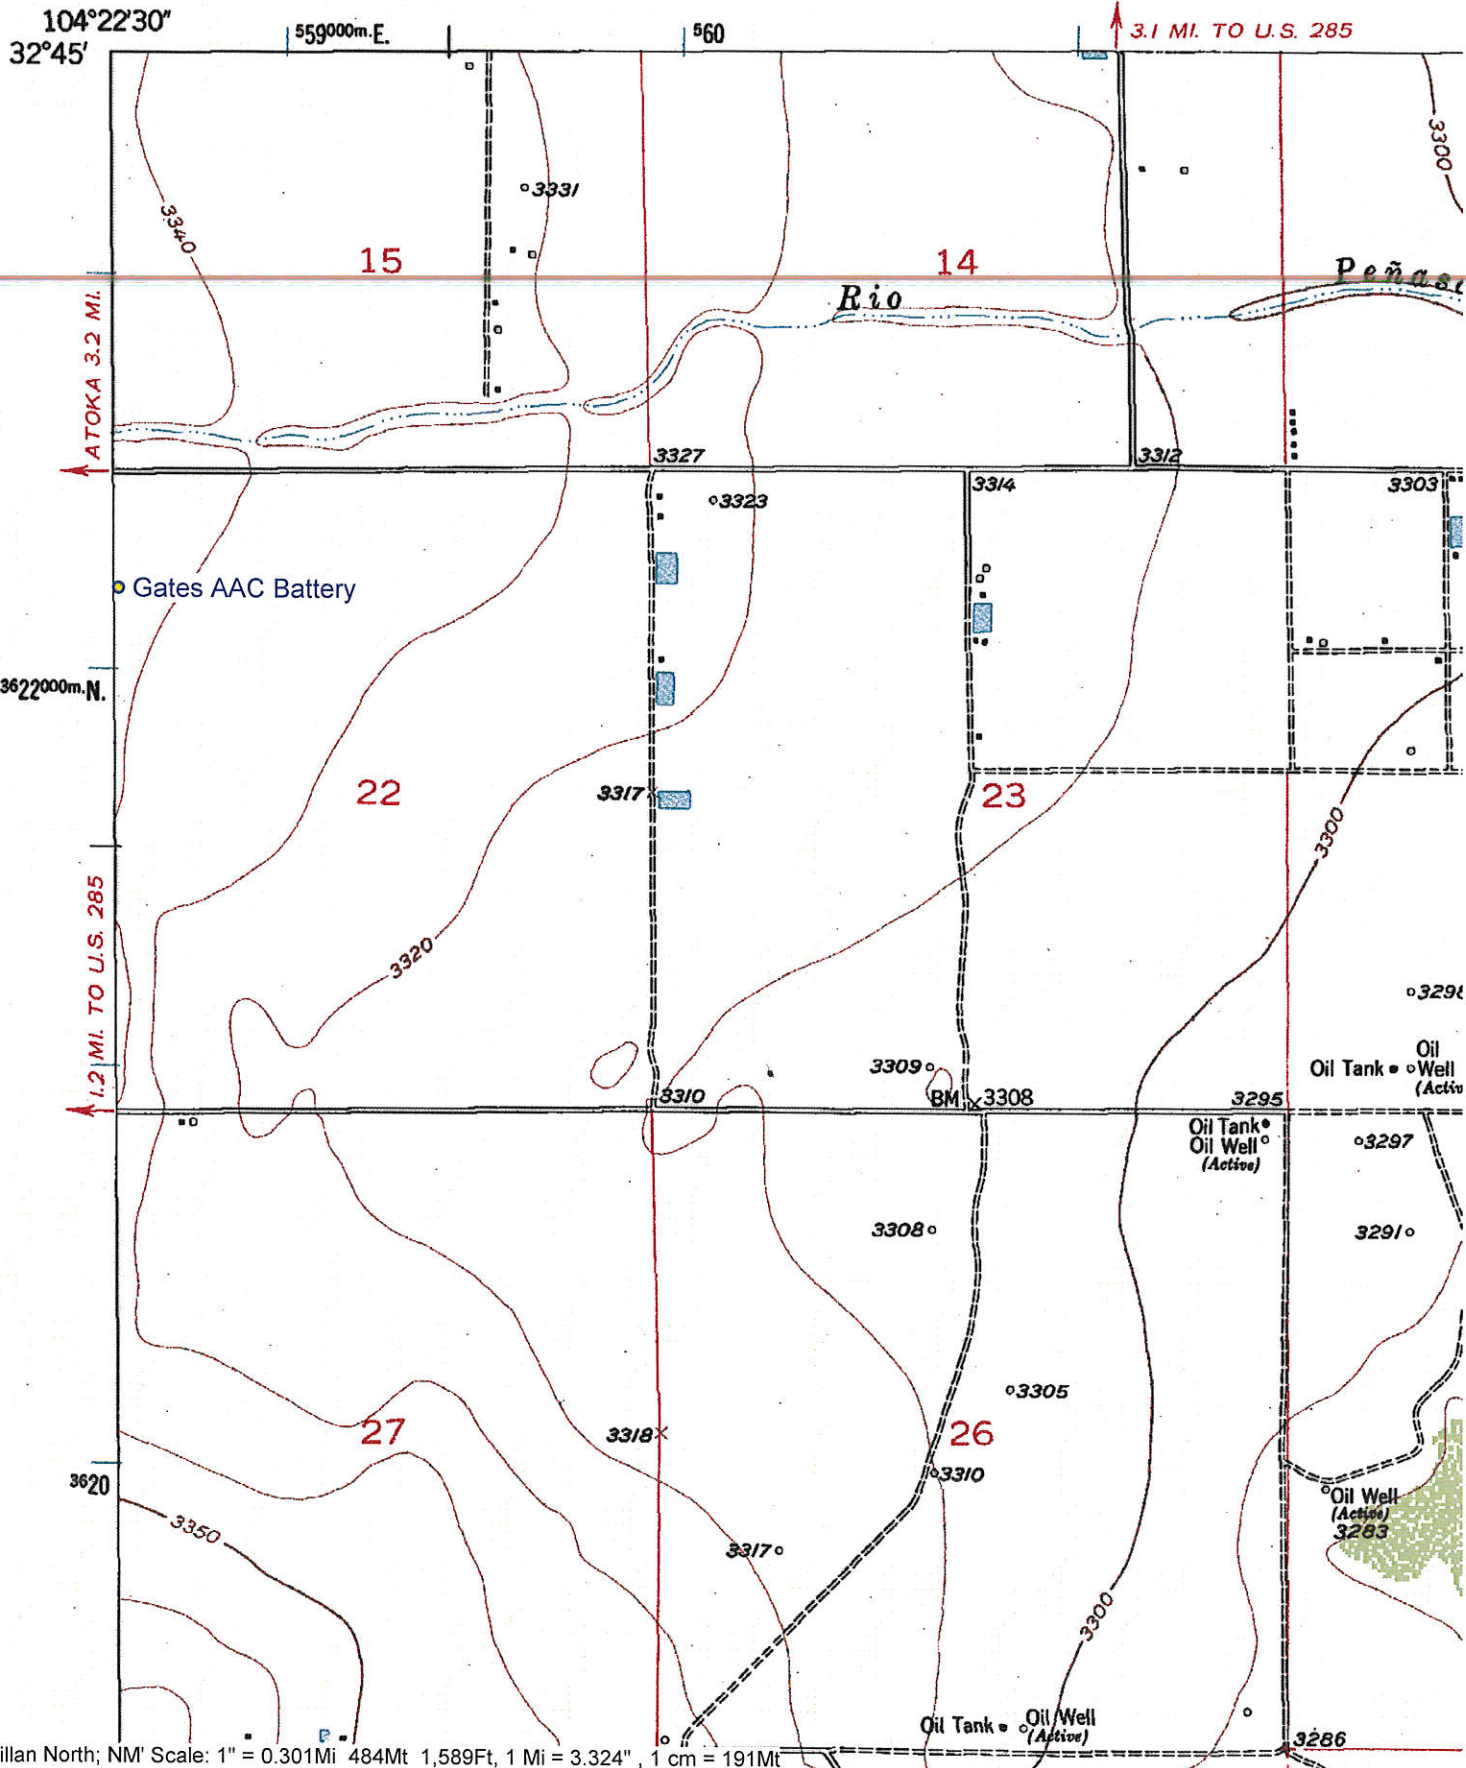 104°22'30"
32°45'
559000m.E.
560
3.1 MI. TO U.S. 285
3300
3331
3340
15
14
Rio
Peñas
ATOKA 3.2 MI.
3327
3312
3314
3303
3323
Gates AAC Battery
3622000m.N.
22
3317
23
3300
1.2 MI. TO U.S. 285
3320
3298
Oil Tank
Oil
Well
3309
3310
BM
3308
3295
Oil Tank
Oil Well
(Active)
3297
3308
3291
3305
27
3318
26
3310
3620
Oil Well
(Active)
3283
3350
3317
3300
Oil Tank
Oil Well
(Active)
3286
illan North; NM' Scale: 1" = 0.301Mi 484Mt 1,589Ft, 1 Mi = 3.324" , 1 cm = 191Mt